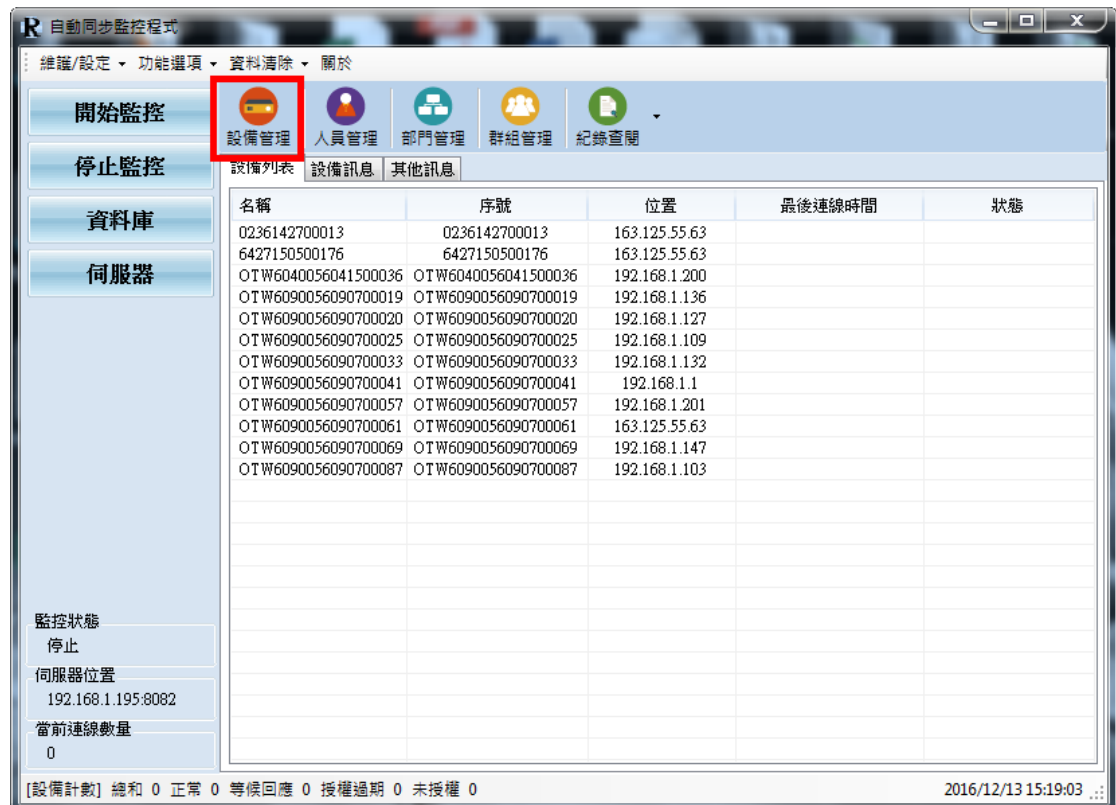 自動同步監控程式
維護/設定 功能選項 資料清除 關於
開始監控
停止監控
資料庫
伺服器
設備管理 人員管理 部門管理 群組管理 紀錄查閱
設備列表 設備訊息 其他訊息
名稱 序號 位置 最後連線時間 狀態
0236142700013 0236142700013 163.125.55.63
6427150500176 6427150500176 163.125.55.63
OTW6040056041500036 OTW6040056041500036 192.168.1.200
OTW6090056090700019 OTW6090056090700019 192.168.1.136
OTW6090056090700020 OTW6090056090700020 192.168.1.127
OTW6090056090700025 OTW6090056090700025 192.168.1.109
OTW6090056090700033 OTW6090056090700033 192.168.1.132
OTW6090056090700041 OTW6090056090700041 192.168.1.1
OTW6090056090700057 OTW6090056090700057 192.168.1.201
OTW6090056090700061 OTW6090056090700061 163.125.55.63
OTW6090056090700069 OTW6090056090700069 192.168.1.147
OTW6090056090700087 OTW6090056090700087 192.168.1.103
監控狀態
停止
伺服器位置
192.168.1.195:8082
當前連線數量
0
[設備計數] 總和 0 正常 0 等候回應 0 授權過期 0 未授權 0 2016/12/13 15:19:03